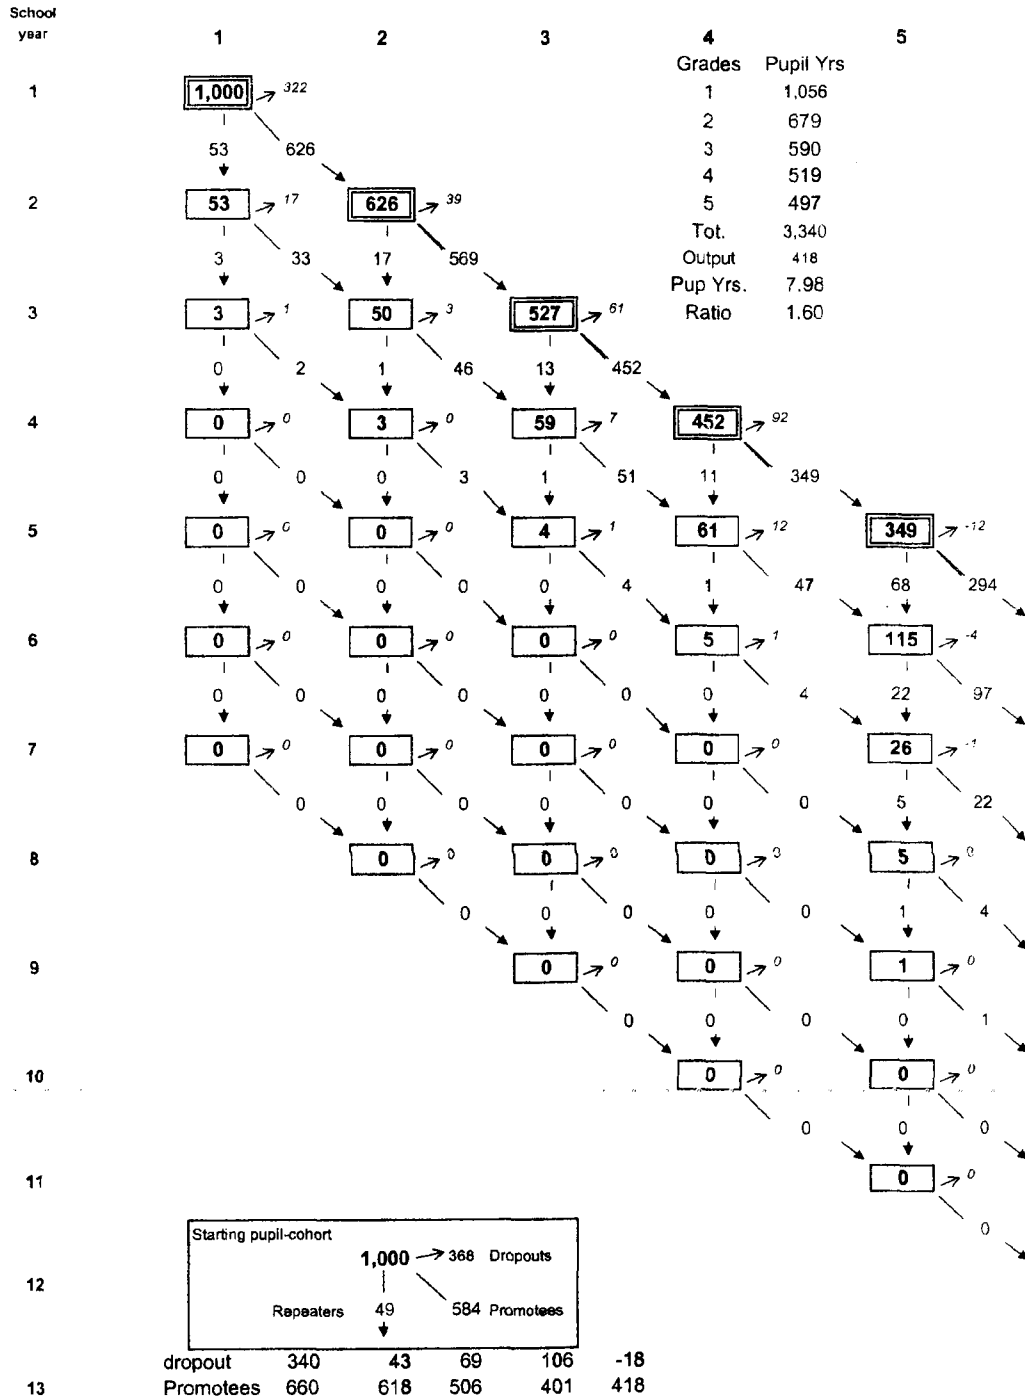 School
year 1 2 3 4 5
Grades Pupil Yrs
1 1,000 322 1 1,056
2 679
53 626 3 590
4 519
2 53 17 626 39 5 497
Tot. 3,340
3 33 17 569 Output 418
Pup Yrs. 7.98
3 3 1 50 3 527 61 Ratio 1.60
0 2 1 46 13 452
4 0 0 3 0 59 7 452 92
0 0 0 3 1 51 11 349
5 0 0 0 0 4 1 61 12 349 -12
0 0 0 0 0 4 1 47 68 294
6 0 0 0 0 0 0 5 1 115 -4
0 0 0 0 0 0 0 4 22 97
7 0 0 0 0 0 0 0 0 26 -1
0 0 0 0 0 0 0 5 22
8 0 0 0 0 0 0 5 0
0 0 0 0 0 1 4
9 0 0 0 0 1 0
0 0 0 0 1
10 0 0 0 0
0 0 0
11 0 0
0
Starting pupil-cohort
1,000 368 Dropouts
12
Repeaters 49 584 Promotees
dropout 340 43 69 106 -18
13 Promotees 660 618 506 401 418